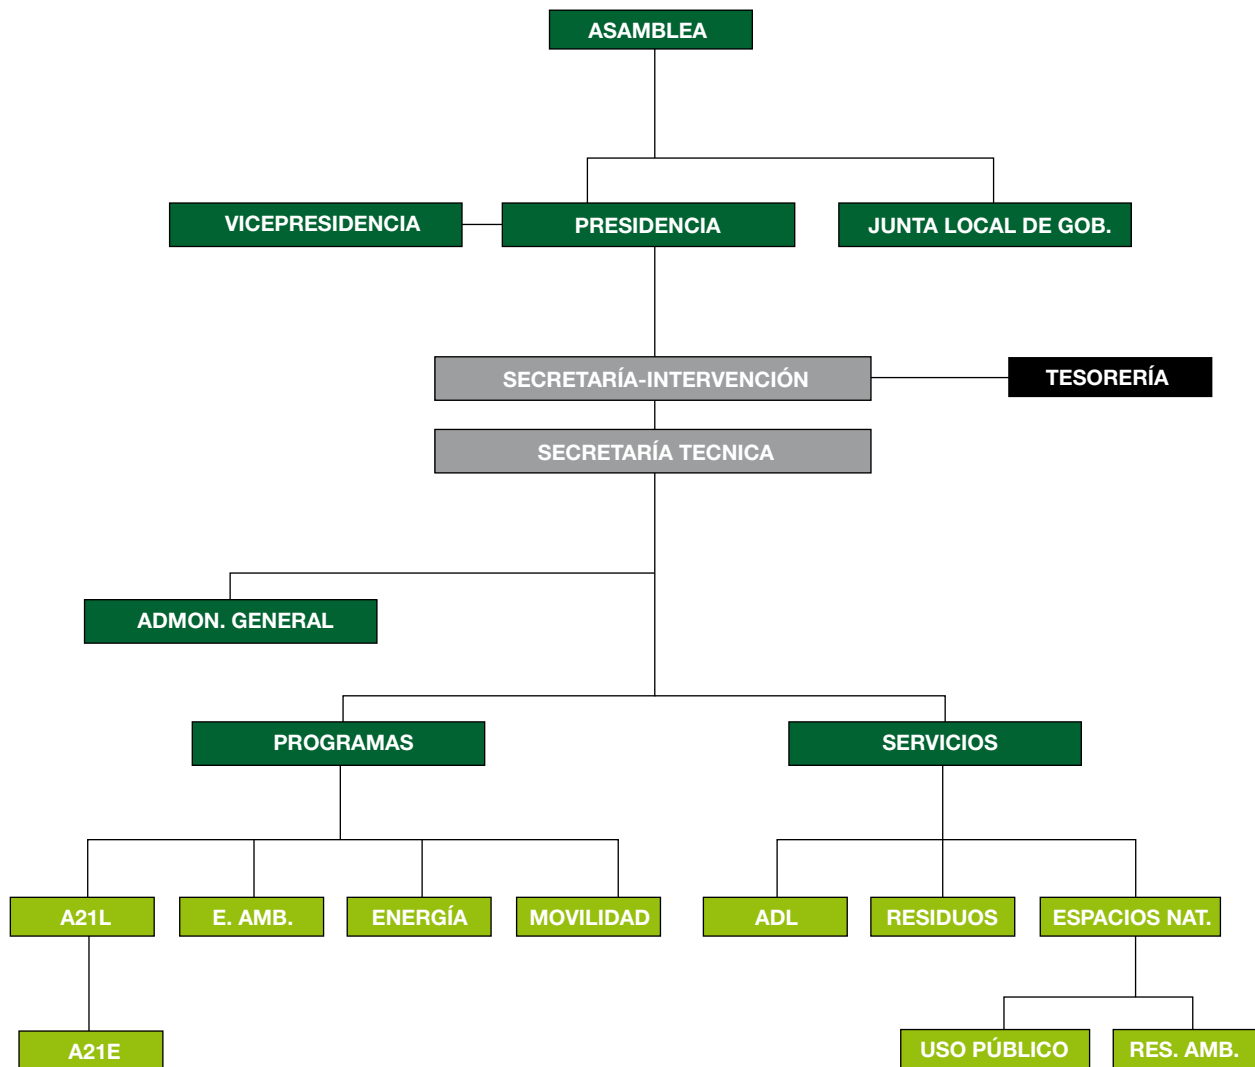 ASAMBLEA
VICEPRESIDENCIA
PRESIDENCIA
JUNTA LOCAL DE GOB.
SECRETARÍA-INTERVENCIÓN
TESORERÍA
SECRETARÍA TECNICA
ADMON. GENERAL
PROGRAMAS
SERVICIOS
A21L
E. AMB.
ENERGÍA
MOVILIDAD
ADL
RESIDUOS
ESPACIOS NAT.
A21E
USO PÚBLICO
RES. AMB.